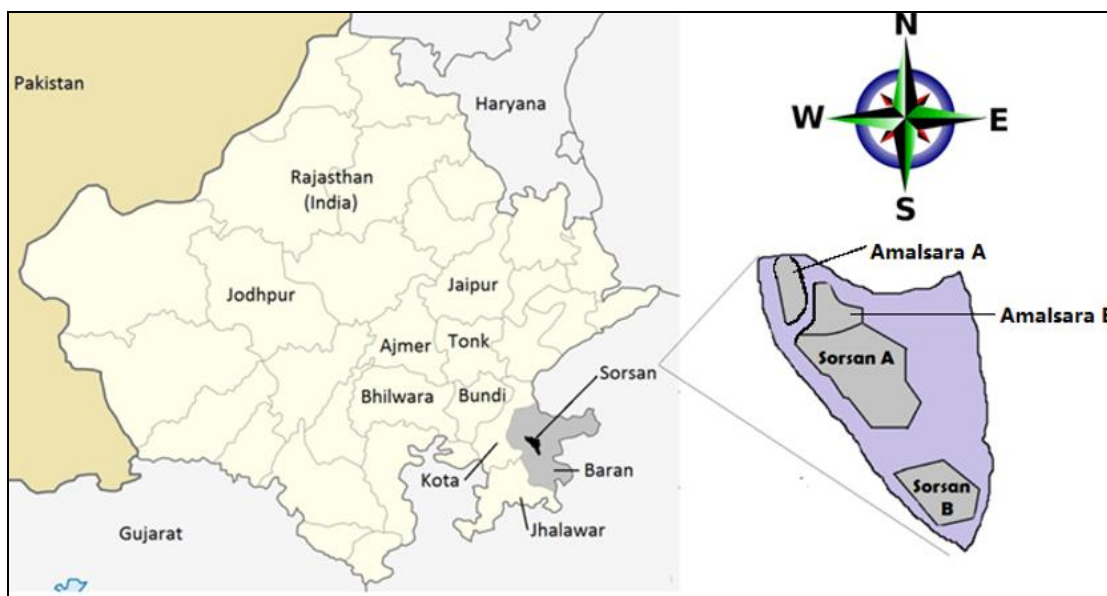 Pakistan
Haryana
Rajasthan
(India)
Jodhpur
Jaipur
Ajmer
Tonk
Bhilwara
Bundi
Sorsan
Kota
Baran
Jhalawar
Gujarat
N
W
E
S
Amalsara A
Amalsara
Sorsan A
Sorsan
B